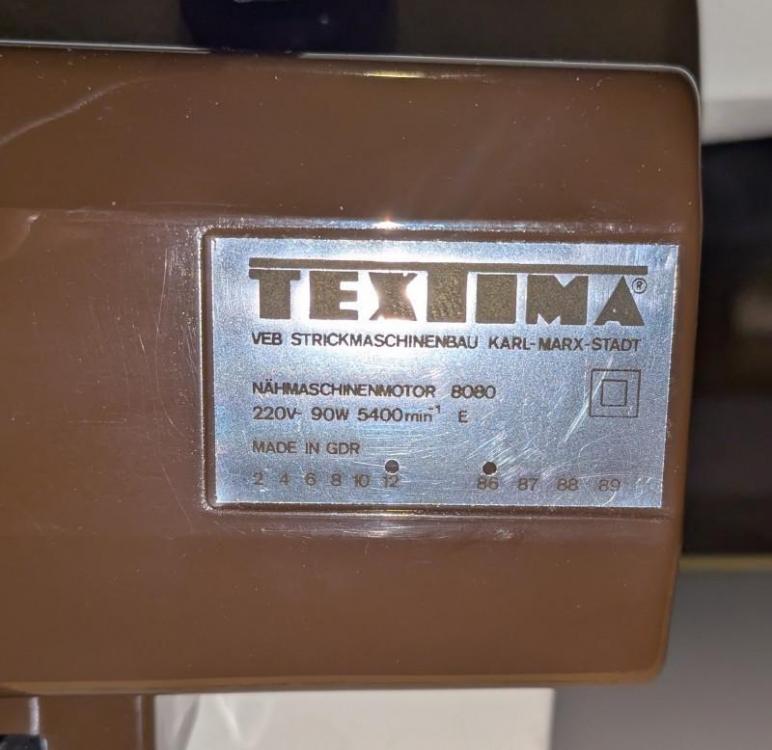 TEXTIMA®
VEB STRICKMASCHINENBAU KARL-MARX-STADT
NÄHMASCHINENMOTOR 8080
220V~ 90W 5400min⁻¹ E
MADE IN GDR
2 4 6 8 10 12 86 87 88 89